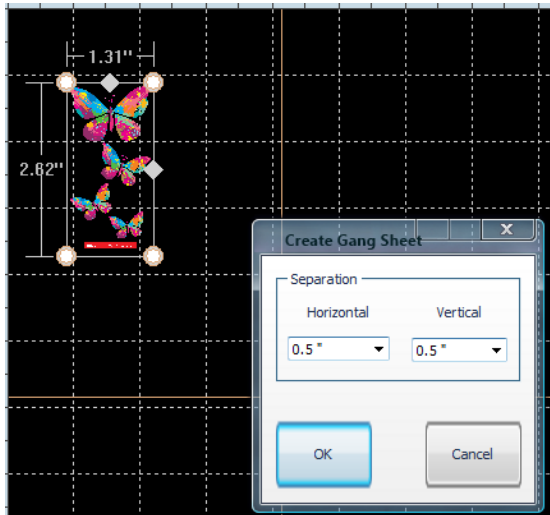 1.31"
2.62"
Create Gang Sheet
X
Separation
Horizontal Vertical
0.5 " 0.5 "
OK Cancel